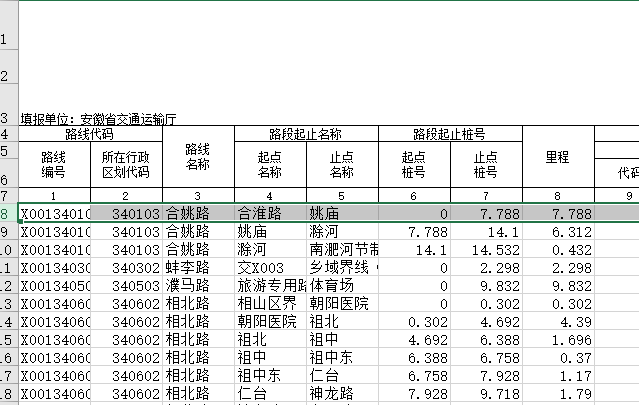 1
2
3 填报单位：安徽省交通运输厅
4 路线代码 路线名称 路段起止名称 路段起止桩号 里程
5 路线编号 所在行政区划代码 起点名称 止点名称 起点桩号 止点桩号
6 代码
7 1 2 3 4 5 6 7 8 9
8 X00134010 340103 合姚路 合淮路 姚庙 0 7.788 7.788
9 X00134010 340103 合姚路 姚庙 滁河 7.788 14.1 6.312
10 X00134010 340103 合姚路 滁河 南淝河节制 14.1 14.532 0.432
11 X00134030 340302 蚌李路 交X003 乡域界线 0 2.298 2.298
12 X00134050 340503 濮马路 旅游专用路 体育场 0 9.832 9.832
13 X00134060 340602 相北路 相山区界 朝阳医院 0 0.302 0.302
14 X00134060 340602 相北路 朝阳医院 祖北 0.302 4.692 4.39
15 X00134060 340602 相北路 祖北 祖中 4.692 6.388 1.696
16 X00134060 340602 相北路 祖中 祖中东 6.388 6.758 0.37
17 X00134060 340602 相北路 祖中东 仁台 6.758 7.928 1.17
18 X00134060 340602 相北路 仁台 神龙路 7.928 9.718 1.79